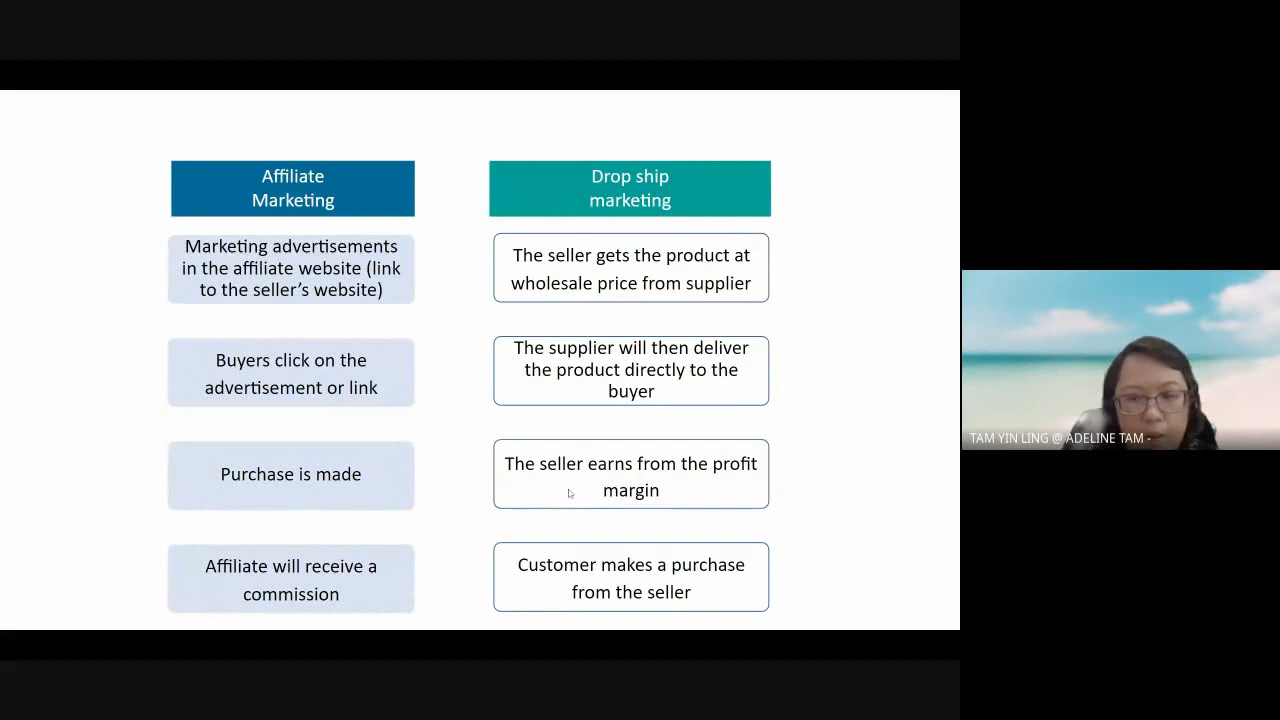 Affiliate
Marketing
Marketing advertisements
in the affiliate website (link
to the seller’s website)
Buyers click on the
advertisement or link
Purchase is made
Affiliate will receive a
commission
Drop ship
marketing
The seller gets the product at
wholesale price from supplier
The supplier will then deliver
the product directly to the
buyer
The seller earns from the profit
margin
Customer makes a purchase
from the seller
TAM YIN LING @ ADELINE TAM -